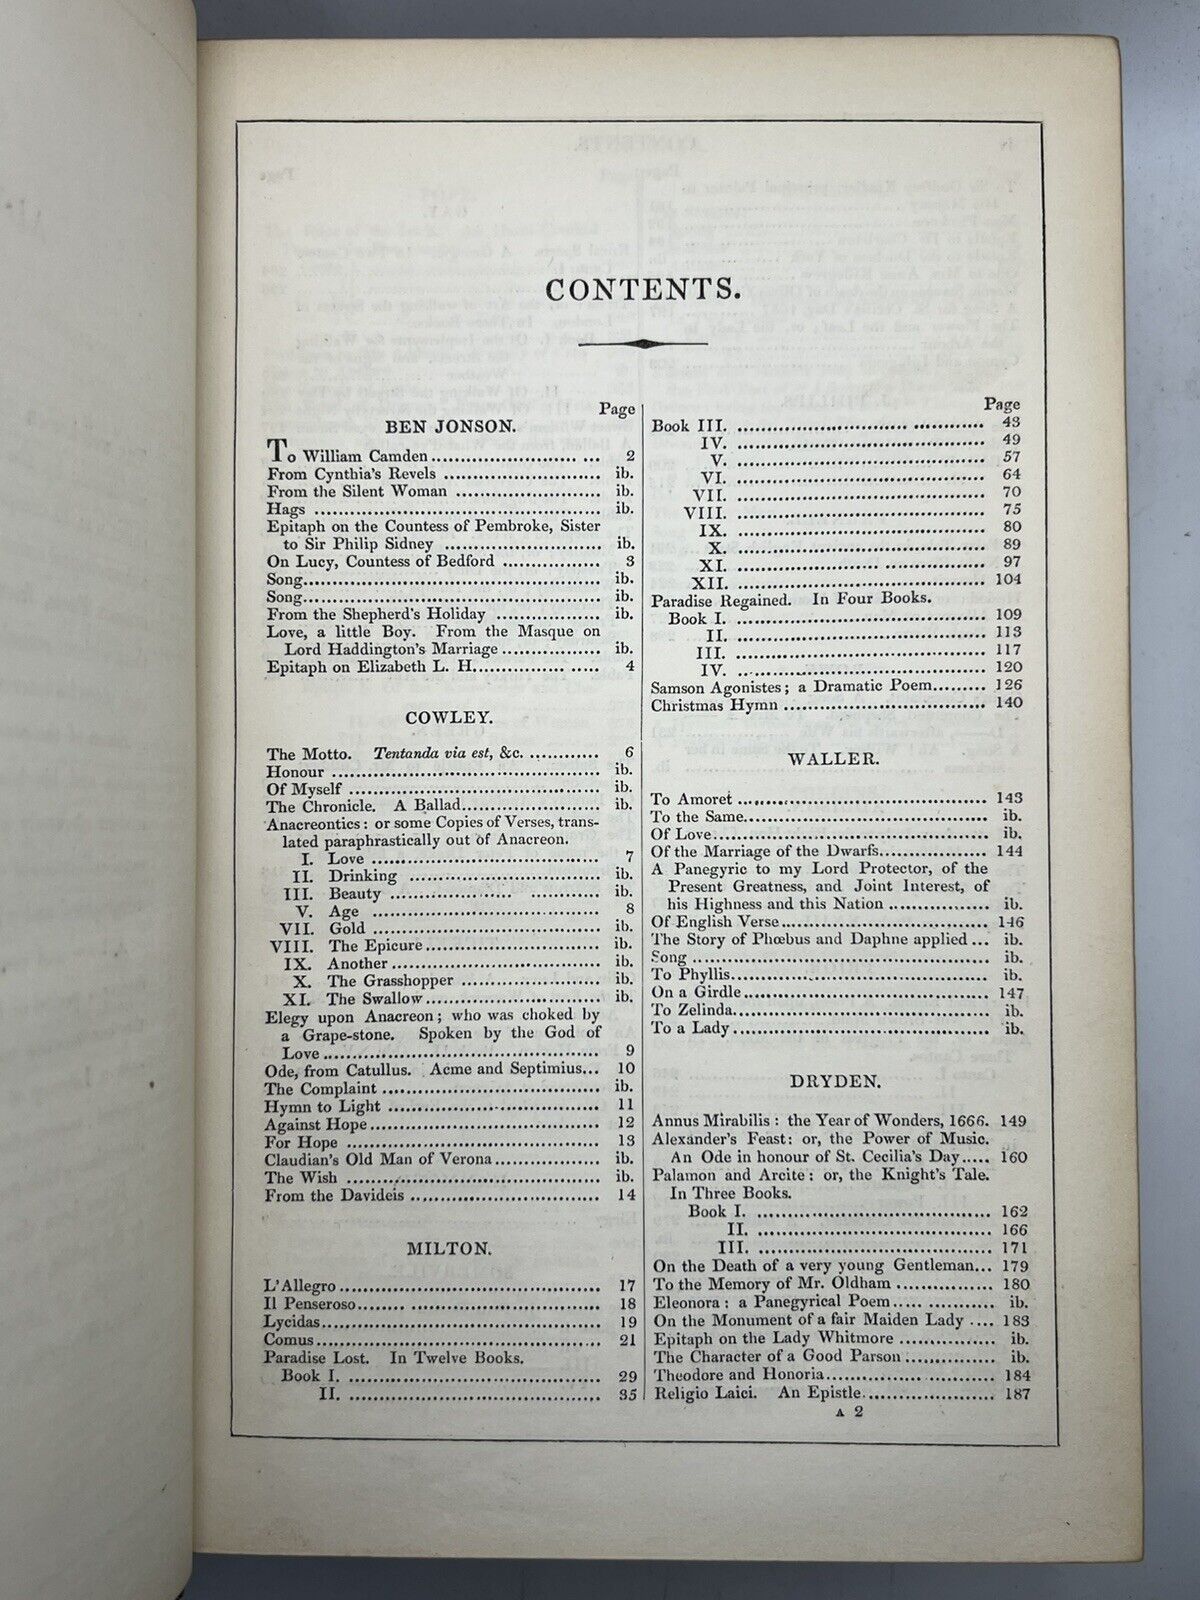 CONTENTS.
Page
BEN JONSON.
To William Camden ........................ ... 2
From Cynthia's Revels .......................... ib.
From the Silent Woman ........................ ib.
Hags ................................................ ib.
Epitaph on the Countess of Pembroke, Sister
to Sir Philip Sidney .......................... ib.
On Lucy, Countess of Bedford ................ 3
Song.................................................. ib.
Song.................................................. ib.
From the Shepherd's Holiday ................. ib.
Love, a little Boy. From the Masque on
Lord Haddington's Marriage ................. ib.
Epitaph on Elizabeth L. H............... ..... 4
COWLEY.
The Motto. Tentanda via est, &c. ............ 6
Honour ............................................. ib.
Of Myself .......................................... ib.
The Chronicle. A Ballad....................... ib.
Anacreontics: or some Copies of Verses, trans-
lated paraphrastically out of Anacreon.
I. Love ...................................... 7
II. Drinking ................................ ib.
III. Beauty .................... ............ ib.
V. Age ...................................... 8
VII. Gold ...................................... ib.
VIII. The Epicure............................. ib.
IX. Another................................... ib.
X. The Grasshopper ....................... ib.
XI. The Swallow............................. ib.
Elegy upon Anacreon; who was choked by
a Grape-stone. Spoken by the God of
Love .............................................. 9
Ode, from Catullus. Acme and Septimius... 10
The Complaint .................................... ib.
Hymn to Light ................................... 11
Against Hope...................................... 12
For Hope .......................................... 13
Claudian's Old Man of Verona................. ib.
The Wish .......................................... ib.
From the Davideis ............................... 14
MILTON.
L'Allegro ........................................... 17
Il Penseroso........ ............................... 18
Lycidas.............................................. 19
Comus............................................... 21
Paradise Lost. In Twelve Books.
Book I. .......................................... 29
II. .......................................... 35
Page
Book III. ............................. ............ 43
IV. ......................................... 49
V. ......................................... 57
VI. ......................................... 64
VII. ......................................... 70
VIII. ......................................... 75
IX. ......................................... 80
X. ......................................... 89
XI. ....................... ................. 97
XII. ......................................... 104
Paradise Regained. In Four Books.
Book I. ......................................... 109
II. ......................................... 113
III. ......................................... 117
IV. ......................................... 120
Samson Agonistes; a Dramatic Poem......... 126
Christmas Hymn ................................. 140
WALLER.
To Amoret ......................................... 143
To the Same........................................ ib.
Of Love............................................. ib.
Of the Marriage of the Dwarfs................. 144
A Panegyric to my Lord Protector, of the
Present Greatness, and Joint Interest, of
his Highness and this Nation ................ ib.
Of English Verse.................................. 146
The Story of Phœbus and Daphne applied ... ib.
Song ................................................ ib.
To Phyllis.......................................... ib.
On a Girdle........................................ 147
To Zelinda.......................................... ib.
To a Lady.......................................... ib.
DRYDEN.
Annus Mirabilis: the Year of Wonders, 1666. 149
Alexander's Feast: or, the Power of Music.
An Ode in honour of St. Cecilia's Day..... 160
Palamon and Arcite: or, the Knight's Tale.
In Three Books.
Book I. ...................................... 162
II. ...................................... 166
III. ...................................... 171
On the Death of a very young Gentleman... 179
To the Memory of Mr. Oldham ................ 180
Eleonora: a Panegyrical Poem..... ........... ib.
On the Monument of a fair Maiden Lady .... 183
Epitaph on the Lady Whitmore ................ ib.
The Character of a Good Parson ............... ib.
Theodore and Honoria........................... 184
Religio Laici. An Epistle...................... 187
A 2